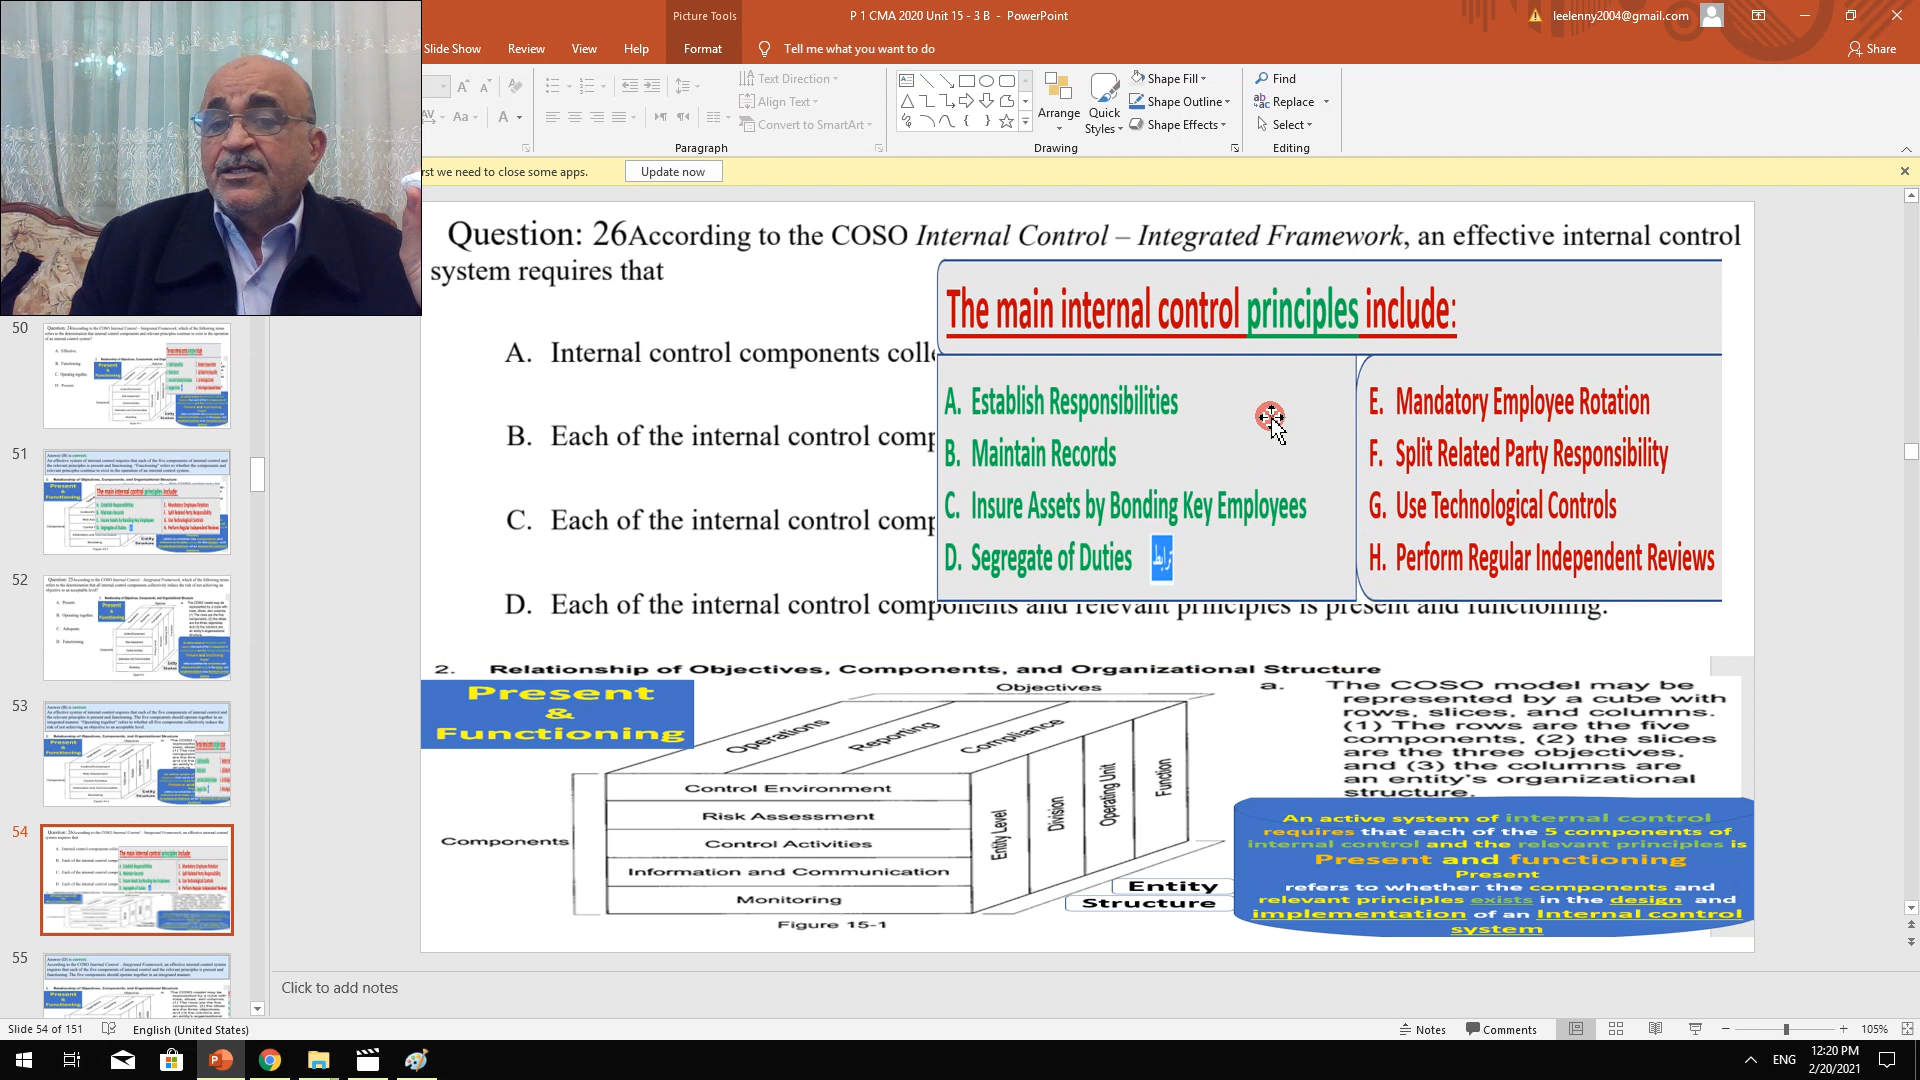 Picture Tools
P 1 CMA 2020 Unit 15 - 3 B - PowerPoint
leelenny2004@gmail.com
Slide Show
Review
View
Help
Format
Tell me what you want to do
Share
Text Direction
Align Text
Convert to SmartArt
Aa
A
Paragraph
Arrange
Quick Styles
Shape Fill
Shape Outline
Shape Effects
Drawing
Find
Replace
Select
Editing
rst we need to close some apps.
Update now
Question: 26According to the COSO Internal Control – Integrated Framework, an effective internal control
system requires that
The main internal control principles include:
A. Internal control components coll
B. Each of the internal control comp
C. Each of the internal control comp
D. Each of the internal control components and relevant principles is present and functioning.
A. Establish Responsibilities
B. Maintain Records
C. Insure Assets by Bonding Key Employees
D. Segregate of Duties ترابط
E. Mandatory Employee Rotation
F. Split Related Party Responsibility
G. Use Technological Controls
H. Perform Regular Independent Reviews
2. Relationship of Objectives, Components, and Organizational Structure
Present
&
Functioning
Objectives
Operations
Reporting
Compliance
Components
Control Environment
Risk Assessment
Control Activities
Information and Communication
Monitoring
Entity Level
Division
Operating Unit
Function
Entity
Structure
Figure 15-1
a. The COSO model may be
represented by a cube with
rows, slices, and columns.
(1) The rows are the five
components, (2) the slices
are the three objectives,
and (3) the columns are
an entity's organizational
structure.
An active system of internal control
requires that each of the 5 components of
internal control and the relevant principles is
Present and functioning
Present
refers to whether the components and
relevant principles exists in the design and
implementation of an Internal control
system
50
51
52
53
54
55
Click to add notes
Slide 54 of 151
English (United States)
Notes
Comments
105%
ENG
12:20 PM
2/20/2021